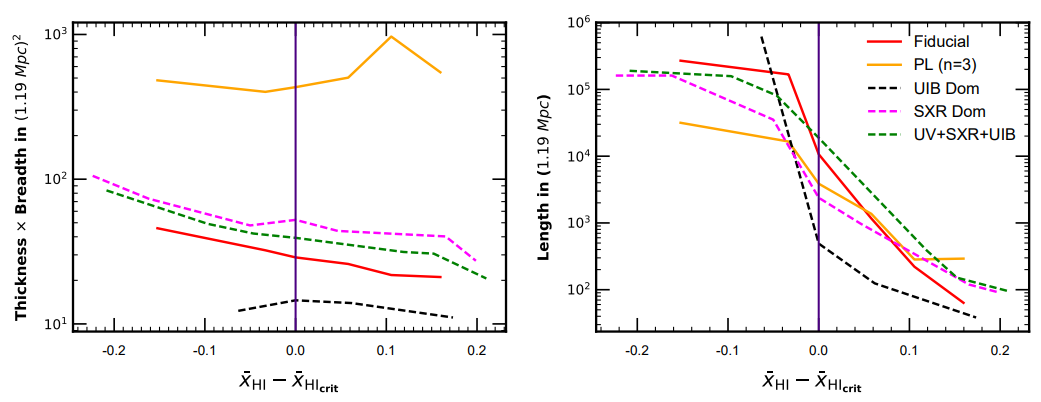 Thickness × Breadth in (1.19 Mpc)²
10³
10²
10¹
-0.2 -0.1 0.0 0.1 0.2
x̄HI − x̄HIcrit
Length in (1.19 Mpc)
10⁶
10⁵
10⁴
10³
10²
Fiducial
PL (n=3)
UIB Dom
SXR Dom
UV+SXR+UIB
-0.2 -0.1 0.0 0.1 0.2
x̄HI − x̄HIcrit